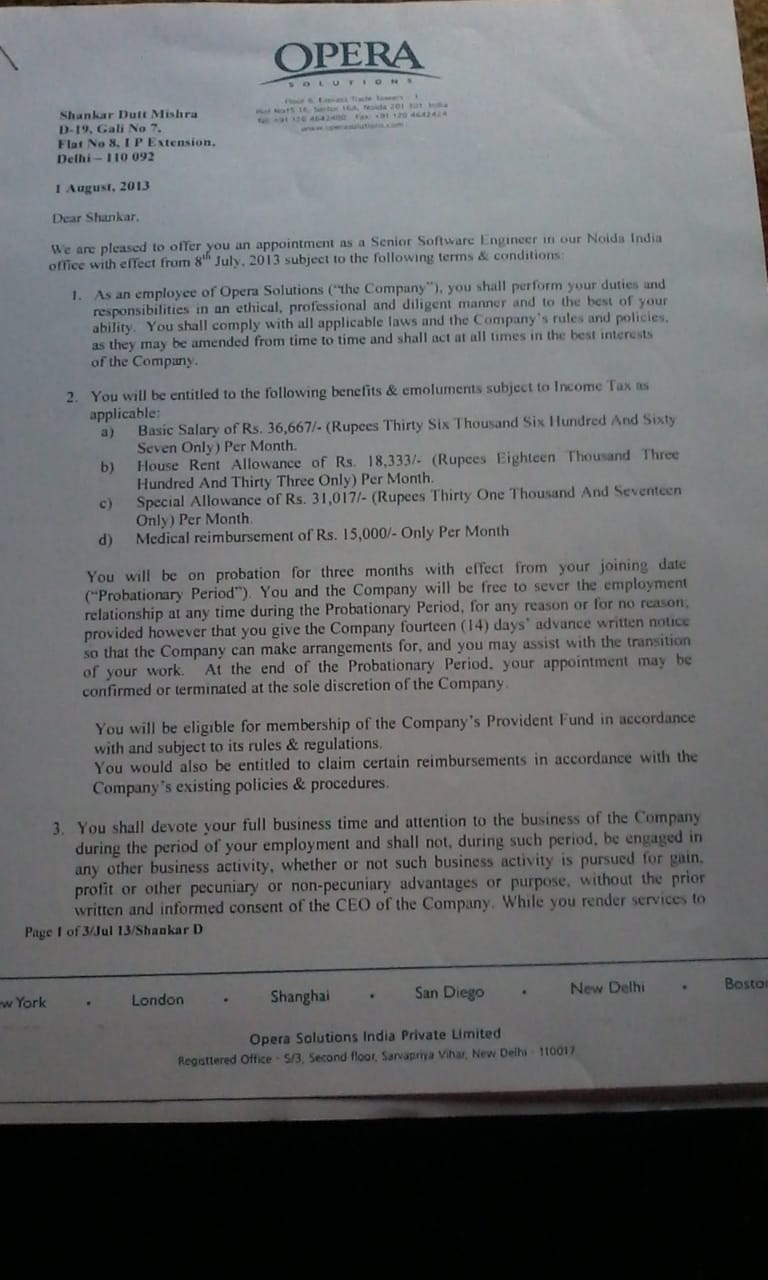 OPERA
SOLUTIONS
Floor 6, Express Trade Towers - 1
Plot No15-16, Sector 16A, Noida 201 301 India
Tel: +91 120 4642400 Fax: +91 120 4642424
www.operasolutions.com
Shankar Dutt Mishra
D-19, Gali No 7,
Flat No 8, I P Extension,
Delhi – 110 092
1 August, 2013
Dear Shankar,
We are pleased to offer you an appointment as a Senior Software Engineer in our Noida India
office with effect from 8th July, 2013 subject to the following terms & conditions:
1. As an employee of Opera Solutions ("the Company"), you shall perform your duties and
responsibilities in an ethical, professional and diligent manner and to the best of your
ability. You shall comply with all applicable laws and the Company's rules and policies,
as they may be amended from time to time and shall act at all times in the best interests
of the Company.
2. You will be entitled to the following benefits & emoluments subject to Income Tax as
applicable:
a) Basic Salary of Rs. 36,667/- (Rupees Thirty Six Thousand Six Hundred And Sixty
Seven Only) Per Month.
b) House Rent Allowance of Rs. 18,333/- (Rupees Eighteen Thousand Three
Hundred And Thirty Three Only) Per Month.
c) Special Allowance of Rs. 31,017/- (Rupees Thirty One Thousand And Seventeen
Only) Per Month.
d) Medical reimbursement of Rs. 15,000/- Only Per Month
You will be on probation for three months with effect from your joining date
("Probationary Period"). You and the Company will be free to sever the employment
relationship at any time during the Probationary Period, for any reason or for no reason,
provided however that you give the Company fourteen (14) days' advance written notice
so that the Company can make arrangements for, and you may assist with the transition
of your work. At the end of the Probationary Period, your appointment may be
confirmed or terminated at the sole discretion of the Company.
You will be eligible for membership of the Company's Provident Fund in accordance
with and subject to its rules & regulations.
You would also be entitled to claim certain reimbursements in accordance with the
Company's existing policies & procedures.
3. You shall devote your full business time and attention to the business of the Company
during the period of your employment and shall not, during such period, be engaged in
any other business activity, whether or not such business activity is pursued for gain,
profit or other pecuniary or non-pecuniary advantages or purpose, without the prior
written and informed consent of the CEO of the Company. While you render services to
Page 1 of 3/Jul 13/Shankar D
ew York • London • Shanghai • San Diego • New Delhi • Bosto
Opera Solutions India Private Limited
Registtered Office - 5/3, Second floor, Sarvapriya Vihar, New Delhi - 110017